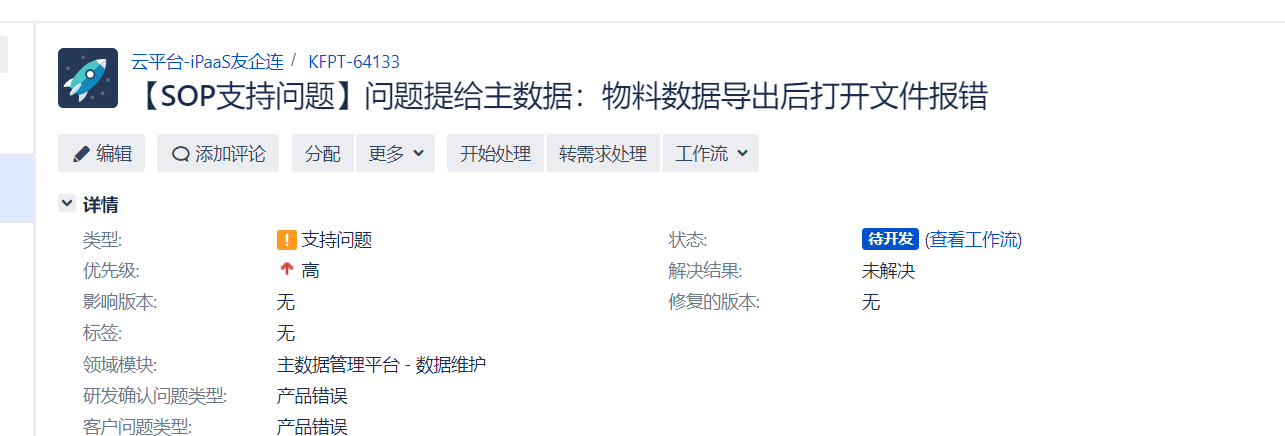 云平台-iPaaS友企连 / KFPT-64133
【SOP支持问题】问题提给主数据：物料数据导出后打开文件报错
编辑 添加评论 分配 更多 开始处理 转需求处理 工作流
详情
类型: 支持问题 状态: 待开发 (查看工作流)
优先级: 高 解决结果: 未解决
影响版本: 无 修复的版本: 无
标签: 无
领域模块: 主数据管理平台 - 数据维护
研发确认问题类型: 产品错误
客户问题类型: 产品错误